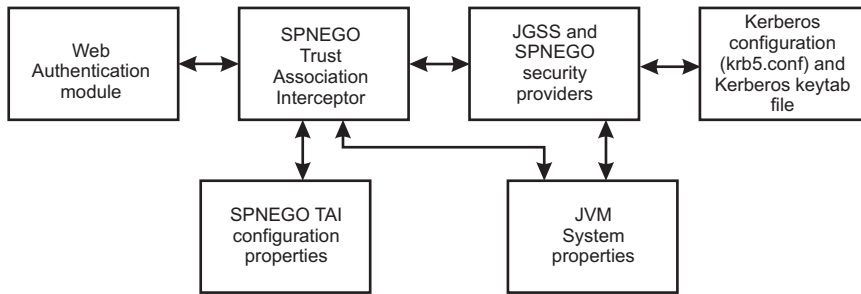 Web
Authentication
module
SPNEGO
Trust
Association
Interceptor
JGSS and
SPNEGO
security
providers
Kerberos
configuration
(krb5.conf) and
Kerberos keytab
file
SPNEGO TAI
configuration
properties
JVM
System
properties